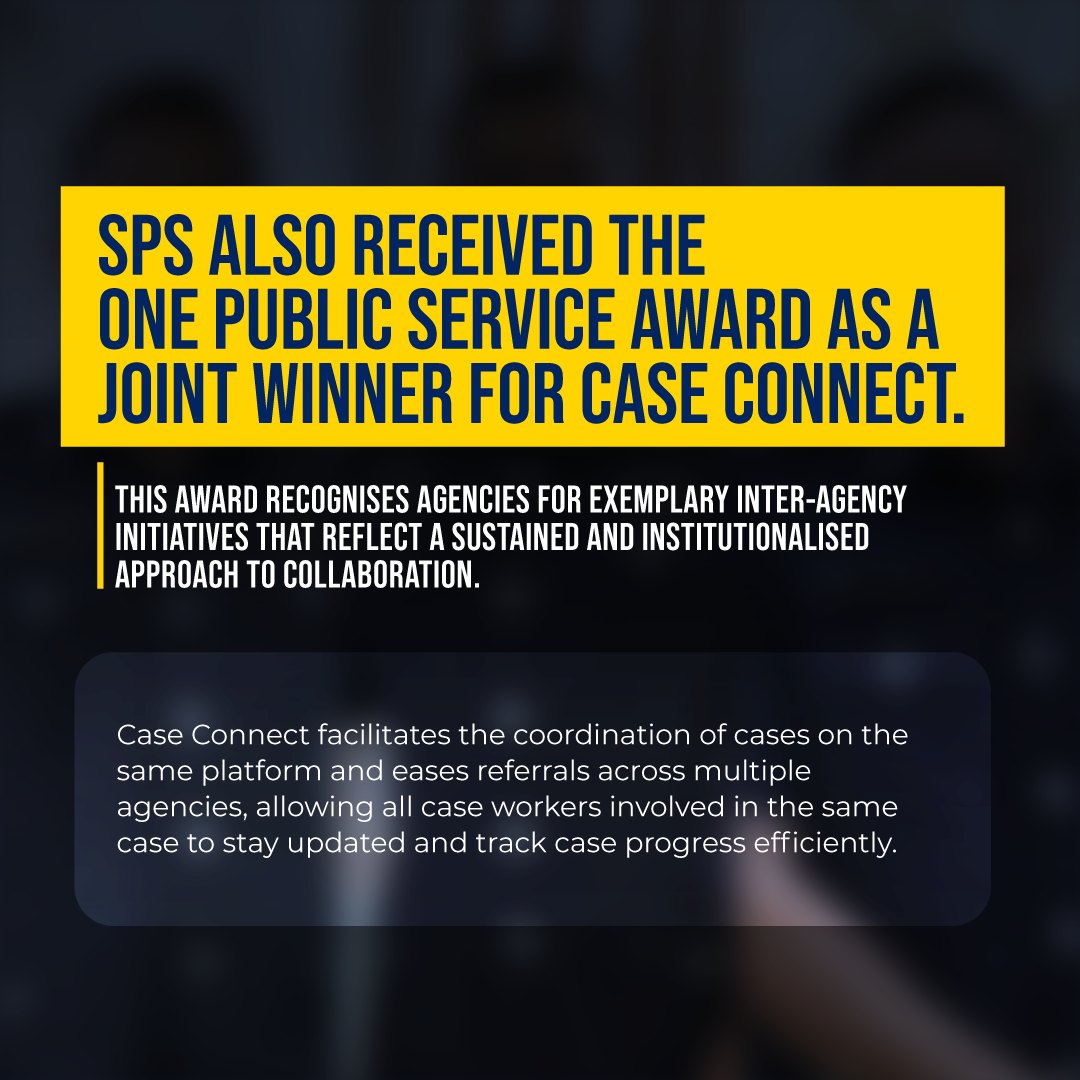 SPS ALSO RECEIVED THE
ONE PUBLIC SERVICE AWARD AS A
JOINT WINNER FOR CASE CONNECT.
THIS AWARD RECOGNISES AGENCIES FOR EXEMPLARY INTER-AGENCY
INITIATIVES THAT REFLECT A SUSTAINED AND INSTITUTIONALISED
APPROACH TO COLLABORATION.
Case Connect facilitates the coordination of cases on the
same platform and eases referrals across multiple
agencies, allowing all case workers involved in the same
case to stay updated and track case progress efficiently.